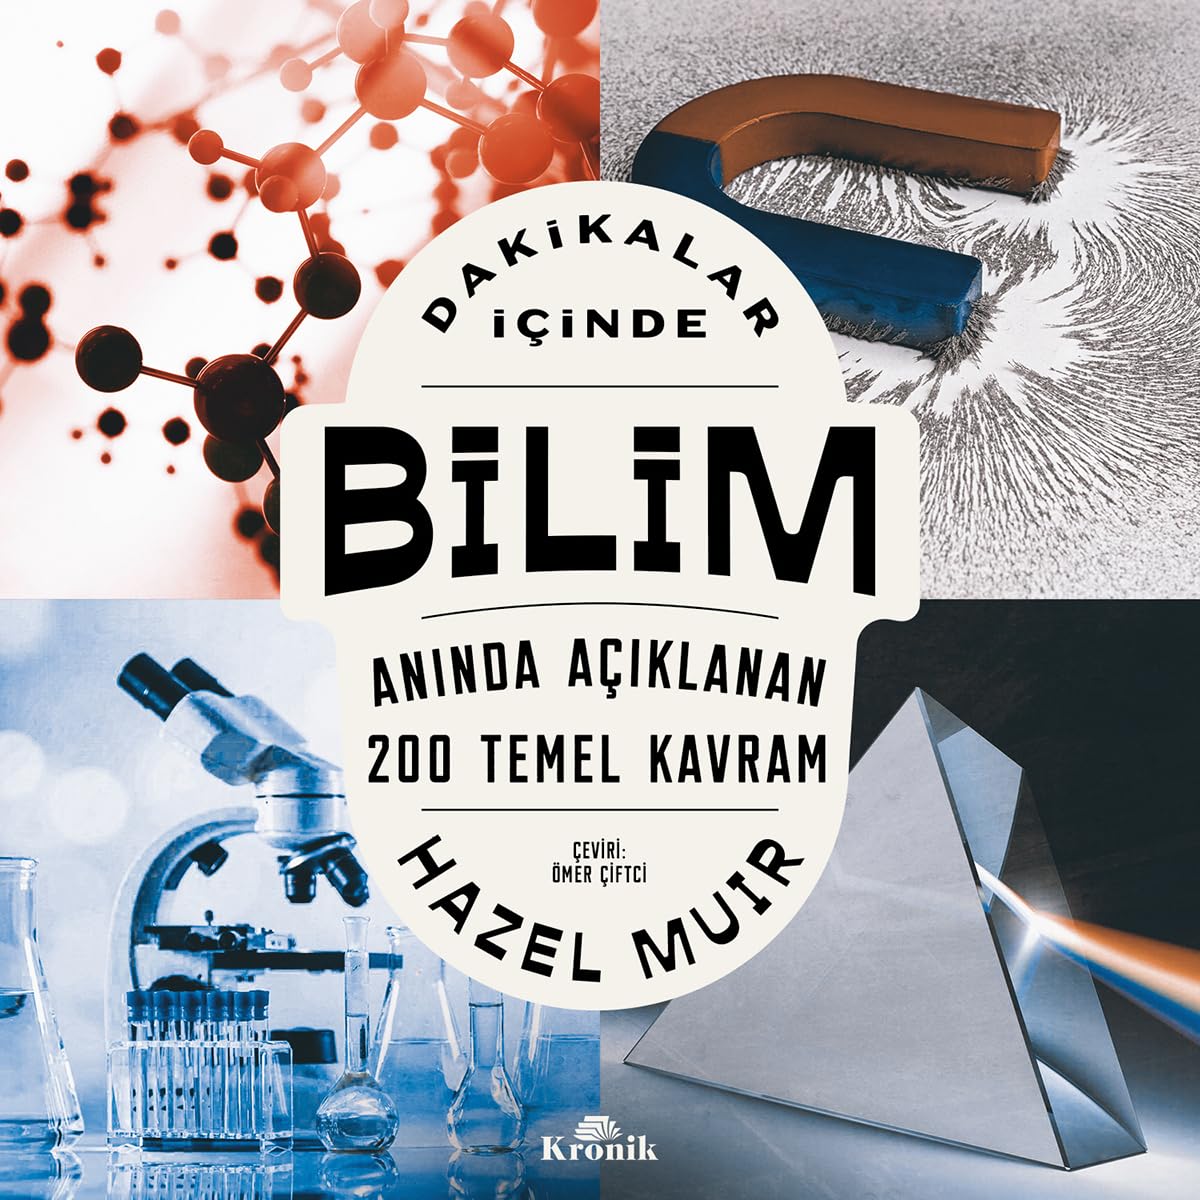 DAKİKALAR
İÇİNDE
BİLİM
ANINDA AÇIKLANAN
200 TEMEL KAVRAM
ÇEVİRİ:
ÖMER ÇİFTCİ
HAZEL MUIR
Kronik